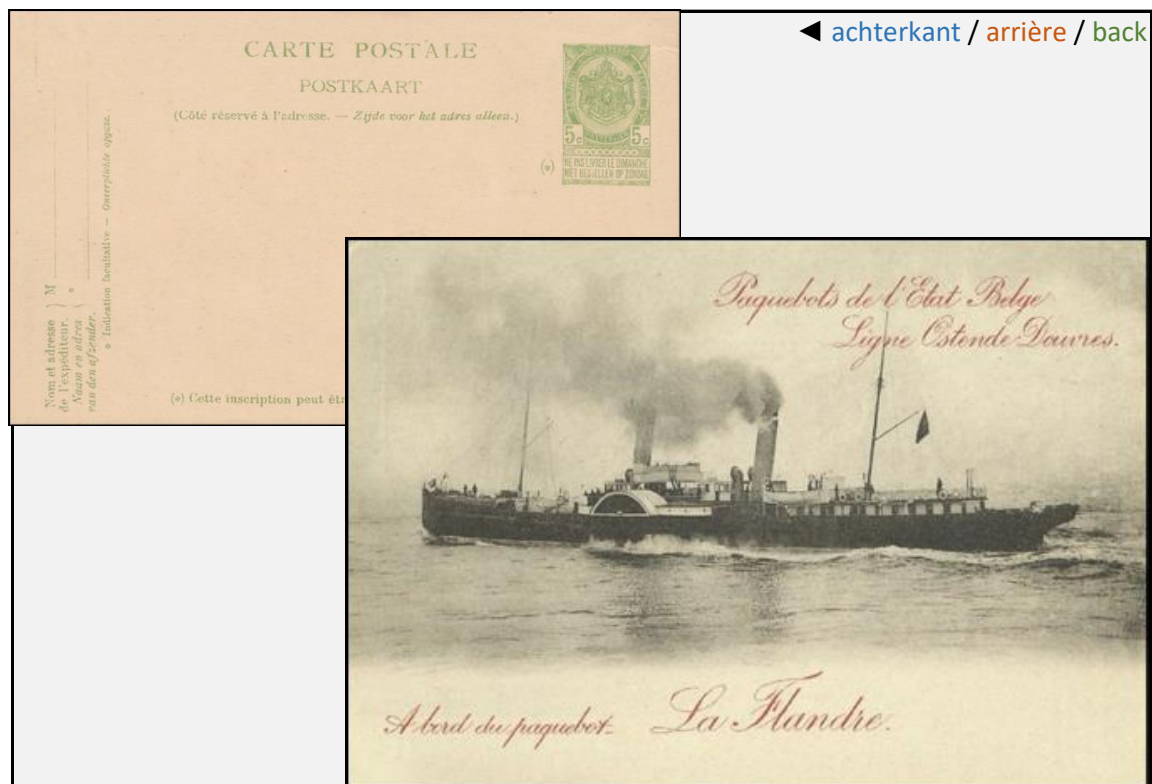 ◄ achterkant / arrière / back
CARTE POSTALE
POSTKAART
(Côté réservé à l'adresse. — Zijde voor het adres alleen.)
5c 5c
(*) NE PAS LIVRER LE DIMANCHE
NIET BESTELLEN OP ZONDAG
Nom et adresse
de l'expéditeur. } M
Naam en adres
van den afzender. } *
* Indication facultative — Onverplichte opgave.
(*) Cette inscription peut êt
Paquebots de l'Etat Belge
Ligne Ostende-Douvres.
A bord du paquebot- La Flandre.